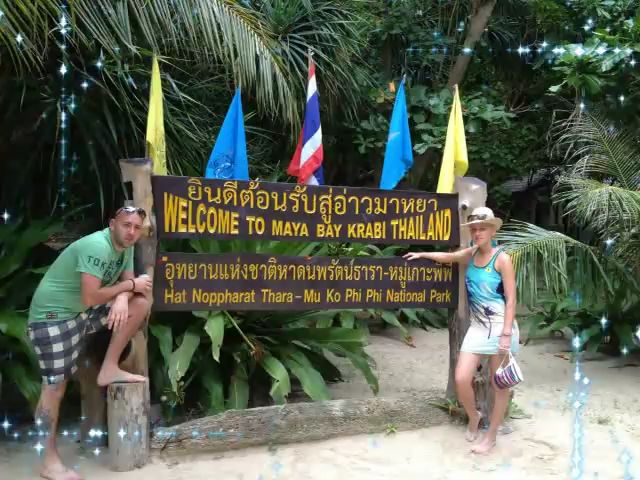 ยินดีต้อนรับสู่อ่าวมาหยา
WELCOME TO MAYA BAY KRABI THAILAND
อุทยานแห่งชาติหาดนพรัตน์ธารา-หมู่เกาะพีพี
Hat Noppharat Thara – Mu Ko Phi Phi National Park
TOKYO